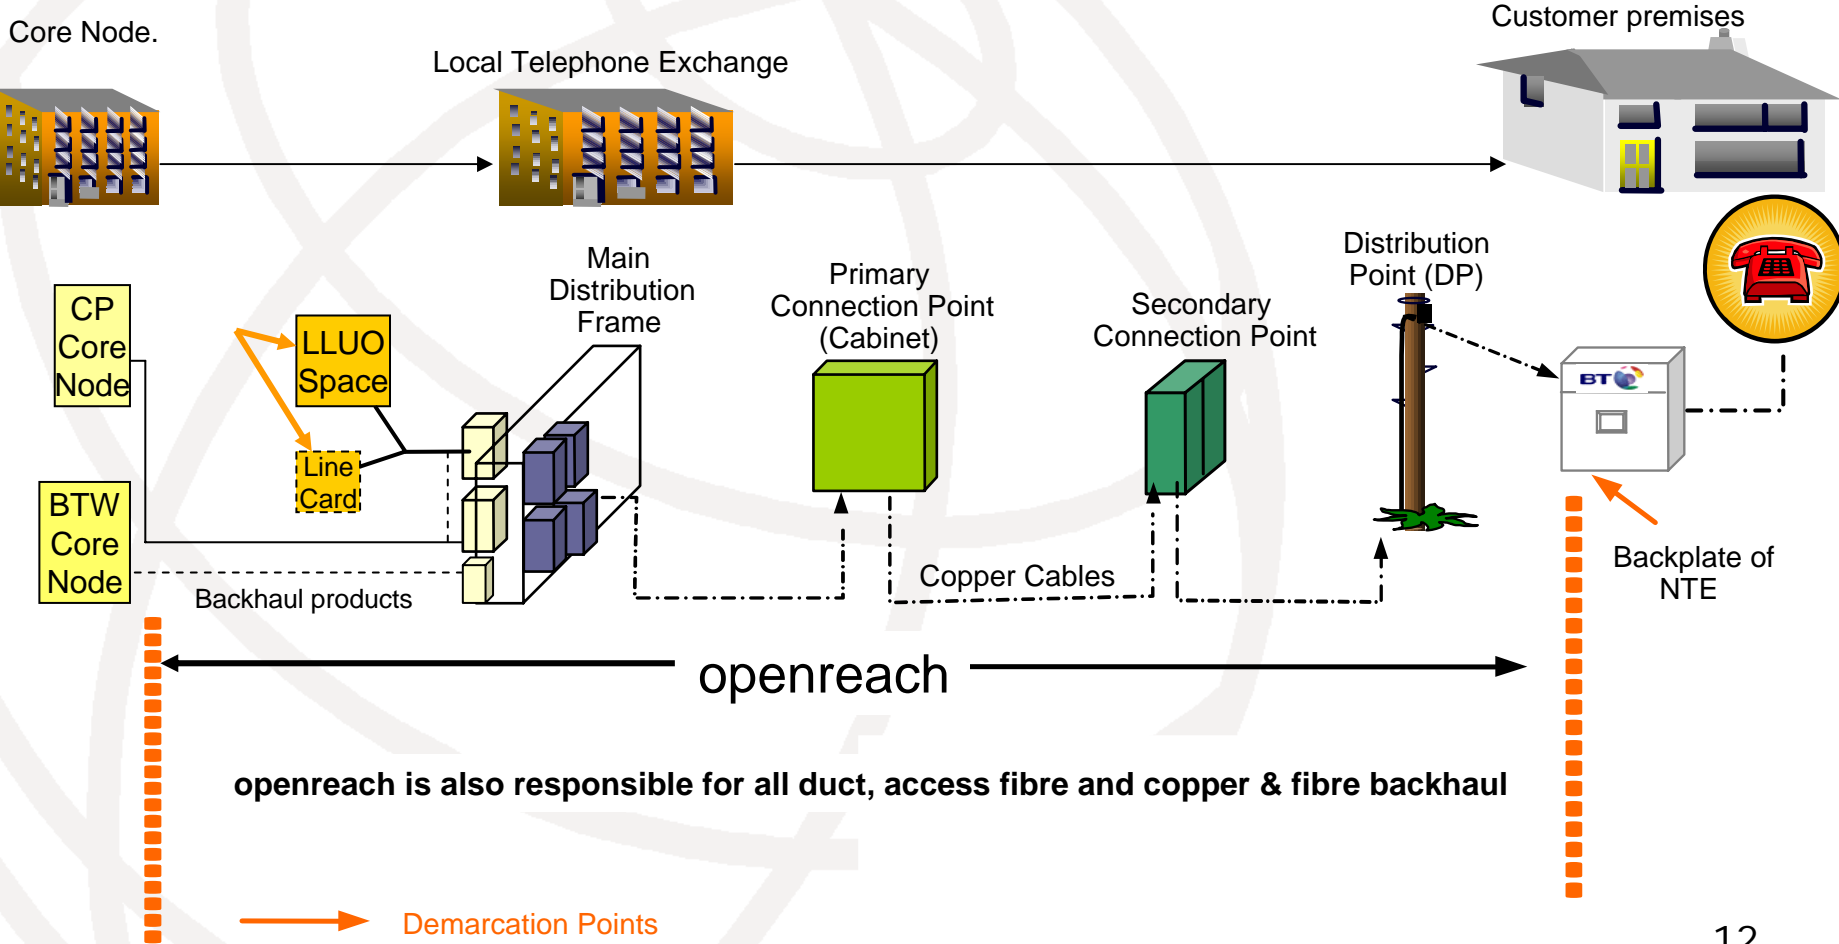 Core Node.
Local Telephone Exchange
Customer premises
Main
Distribution
Frame
Primary
Connection Point
(Cabinet)
Secondary
Connection Point
Distribution
Point (DP)
CP
Core
Node
LLUO
Space
Line
Card
BTW
Core
Node
Backhaul products
Copper Cables
BT
Backplate of
NTE
openreach
openreach is also responsible for all duct, access fibre and copper & fibre backhaul
Demarcation Points
12